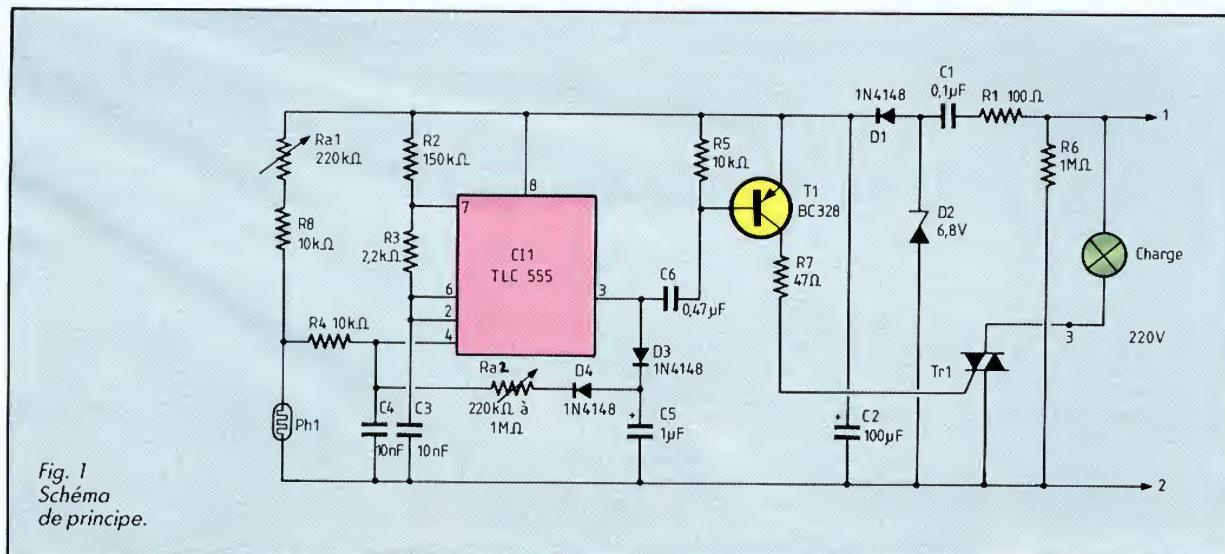 C1
0,1µF
R1 100Ω
1N4148
D1
1
Ra1
220kΩ
R2
150kΩ
R5
10kΩ
R6
1MΩ
8
7
T1
BC328
D2
6,8V
R8
10kΩ
R3
2,2kΩ
CI1
TLC 555
Charge
R7
47Ω
C6
0,47µF
6
3
2
R4 10kΩ
4
3
220V
D3
1N4148
Tr1
Ra2
D4
220kΩ à
1MΩ
1N4148
C4
C3
C5
1µF
C2
100µF
Ph1
10nF
10nF
+
+
2
Fig. 1
Schéma
de principe.